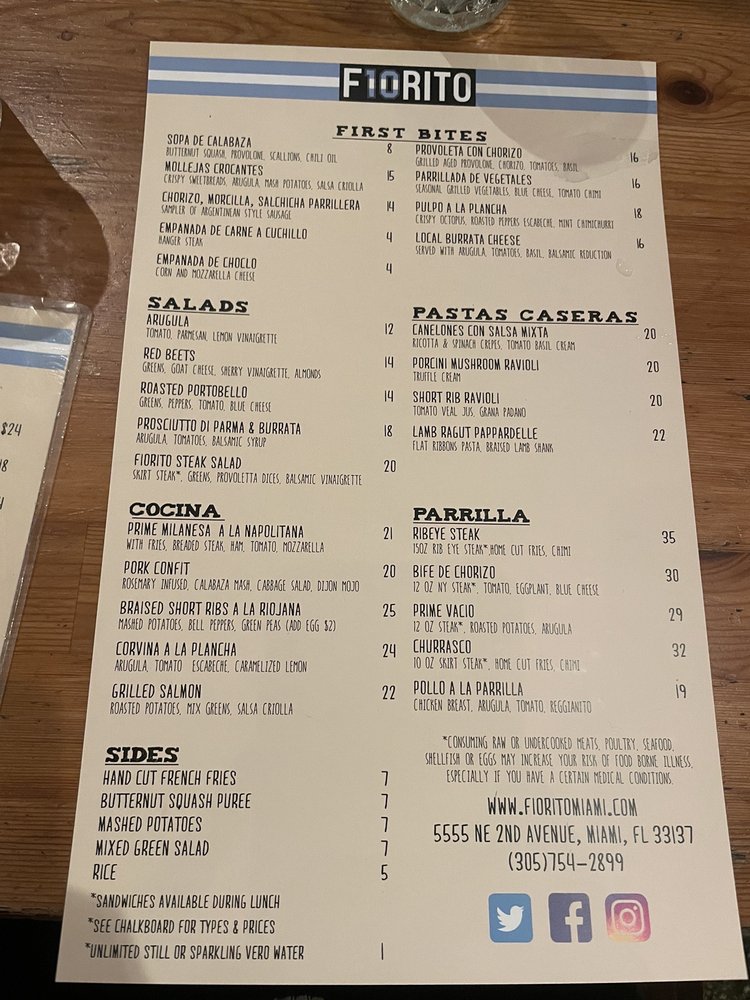 F10RITO
FIRST BITES
SOPA DE CALABAZA 8
BUTTERNUT SQUASH, PROVOLONE, SCALLIONS, CHILI OIL
MOLLEJAS CROCANTES 15
CRISPY SWEETBREADS, ARUGULA, MASH POTATOES, SALSA CRIOLLA
CHORIZO, MORCILLA, SALCHICHA PARRILLERA 14
SAMPLER OF ARGENTINEAN STYLE SAUSAGE
EMPANADA DE CARNE A CUCHILLO 4
HANGER STEAK
EMPANADA DE CHOCLO 4
CORN AND MOZZARELLA CHEESE
PROVOLETA CON CHORIZO 16
GRILLED AGED PROVOLONE, CHORIZO, TOMATOES, BASIL
PARRILLADA DE VEGETALES 16
SEASONAL GRILLED VEGETABLES, BLUE CHEESE, TOMATO CHIMI
PULPO A LA PLANCHA 18
CRISPY OCTOPUS, ROASTED PEPPERS ESCABECHE, MINT CHIMICHURRI
LOCAL BURRATA CHEESE 16
SERVED WITH ARUGULA, TOMATOES, BASIL, BALSAMIC REDUCTION
SALADS
ARUGULA 12
TOMATO, PARMESAN, LEMON VINAIGRETTE
RED BEETS 14
GREENS, GOAT CHEESE, SHERRY VINAIGRETTE, ALMONDS
ROASTED PORTOBELLO 14
GREENS, PEPPERS, TOMATO, BLUE CHEESE
PROSCIUTTO DI PARMA & BURRATA 18
ARUGULA, TOMATOES, BALSAMIC SYRUP
FIORITO STEAK SALAD 20
SKIRT STEAK*, GREENS, PROVOLETTA DICES, BALSAMIC VINAIGRETTE
PASTAS CASERAS
CANELONES CON SALSA MIXTA 20
RICOTTA & SPINACH CREPES, TOMATO BASIL CREAM
PORCINI MUSHROOM RAVIOLI 20
TRUFFLE CREAM
SHORT RIB RAVIOLI 20
TOMATO VEAL JUS, GRANA PADANO
LAMB RAGUT PAPPARDELLE 22
FLAT RIBBONS PASTA, BRAISED LAMB SHANK
COCINA
PRIME MILANESA A LA NAPOLITANA 21
WITH FRIES, BREADED STEAK, HAM, TOMATO, MOZZARELLA
PORK CONFIT 20
ROSEMARY INFUSED, CALABAZA MASH, CABBAGE SALAD, DIJON MOJO
BRAISED SHORT RIBS A LA RIOJANA 25
MASHED POTATOES, BELL PEPPERS, GREEN PEAS (ADD EGG $2)
CORVINA A LA PLANCHA 24
ARUGULA, TOMATO ESCABECHE, CARAMELIZED LEMON
GRILLED SALMON 22
ROASTED POTATOES, MIX GREENS, SALSA CRIOLLA
PARRILLA
RIBEYE STEAK 35
15OZ RIB EYE STEAK*,HOME CUT FRIES, CHIMI
BIFE DE CHORIZO 30
12 OZ NY STEAK*, TOMATO, EGGPLANT, BLUE CHEESE
PRIME VACIO 29
12 OZ STEAK*, ROASTED POTATOES, ARUGULA
CHURRASCO 32
10 OZ SKIRT STEAK*, HOME CUT FRIES, CHIMI
POLLO A LA PARRILLA 19
CHICKEN BREAST, ARUGULA, TOMATO, REGGIANITO
SIDES
HAND CUT FRENCH FRIES 7
BUTTERNUT SQUASH PUREE 7
MASHED POTATOES 7
MIXED GREEN SALAD 7
RICE 5
*SANDWICHES AVAILABLE DURING LUNCH
*SEE CHALKBOARD FOR TYPES & PRICES
*UNLIMITED STILL OR SPARKLING VERO WATER 1
*CONSUMING RAW OR UNDERCOOKED MEATS, POULTRY, SEAFOOD,
SHELLFISH OR EGGS MAY INCREASE YOUR RISK OF FOOD BORNE ILLNESS,
ESPECIALLY IF YOU HAVE A CERTAIN MEDICAL CONDITIONS.
WWW.FIORITOMIAMI.COM
5555 NE 2ND AVENUE, MIAMI, FL 33137
(305)754-2899
$24